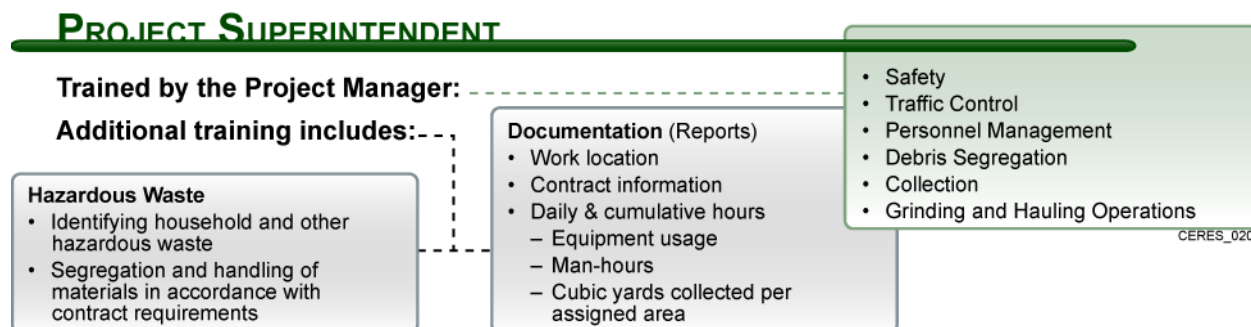 PROJECT SUPERINTENDENT
Trained by the Project Manager:
• Safety
• Traffic Control
• Personnel Management
• Debris Segregation
• Collection
• Grinding and Hauling Operations
Additional training includes:
Hazardous Waste
• Identifying household and other
hazardous waste
• Segregation and handling of
materials in accordance with
contract requirements
Documentation (Reports)
• Work location
• Contract information
• Daily & cumulative hours
– Equipment usage
– Man-hours
– Cubic yards collected per
assigned area
CERES_020